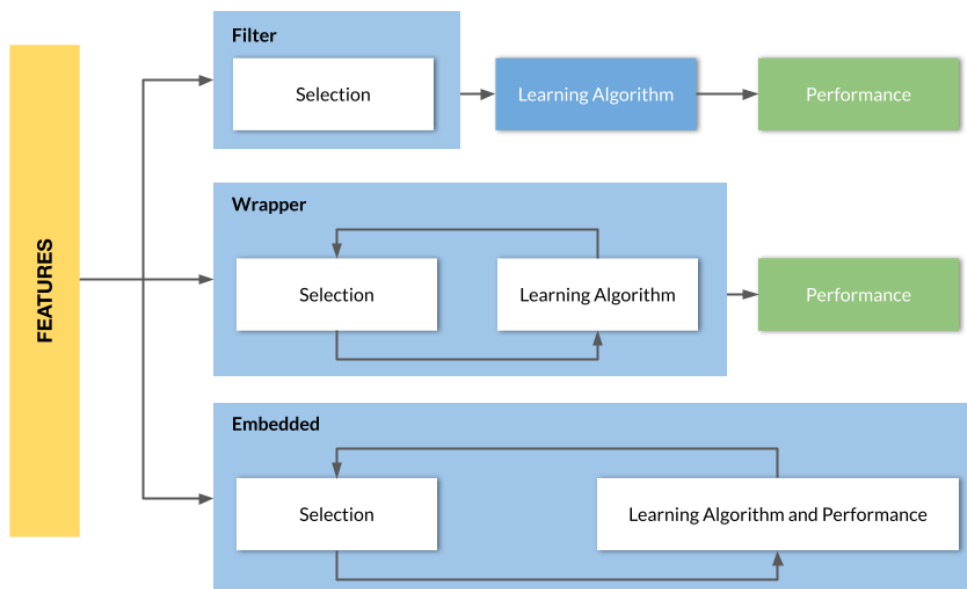 FEATURES
Filter
Selection
Learning Algorithm
Performance
Wrapper
Selection
Learning Algorithm
Performance
Embedded
Selection
Learning Algorithm and Performance